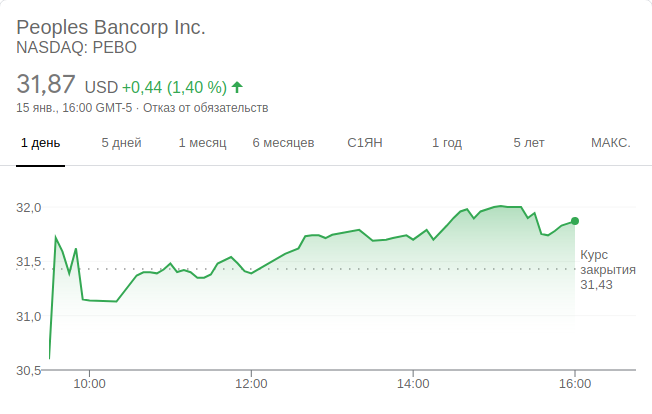 Peoples Bancorp Inc.
NASDAQ: PEBO
31,87 USD +0,44 (1,40 %)
15 янв., 16:00 GMT-5 · Отказ от обязательств
1 день 5 дней 1 месяц 6 месяцев С1ЯН 1 год 5 лет МАКС.
32,0
31,5
31,0
30,5
Курс
закрытия
31,43
10:00 12:00 14:00 16:00